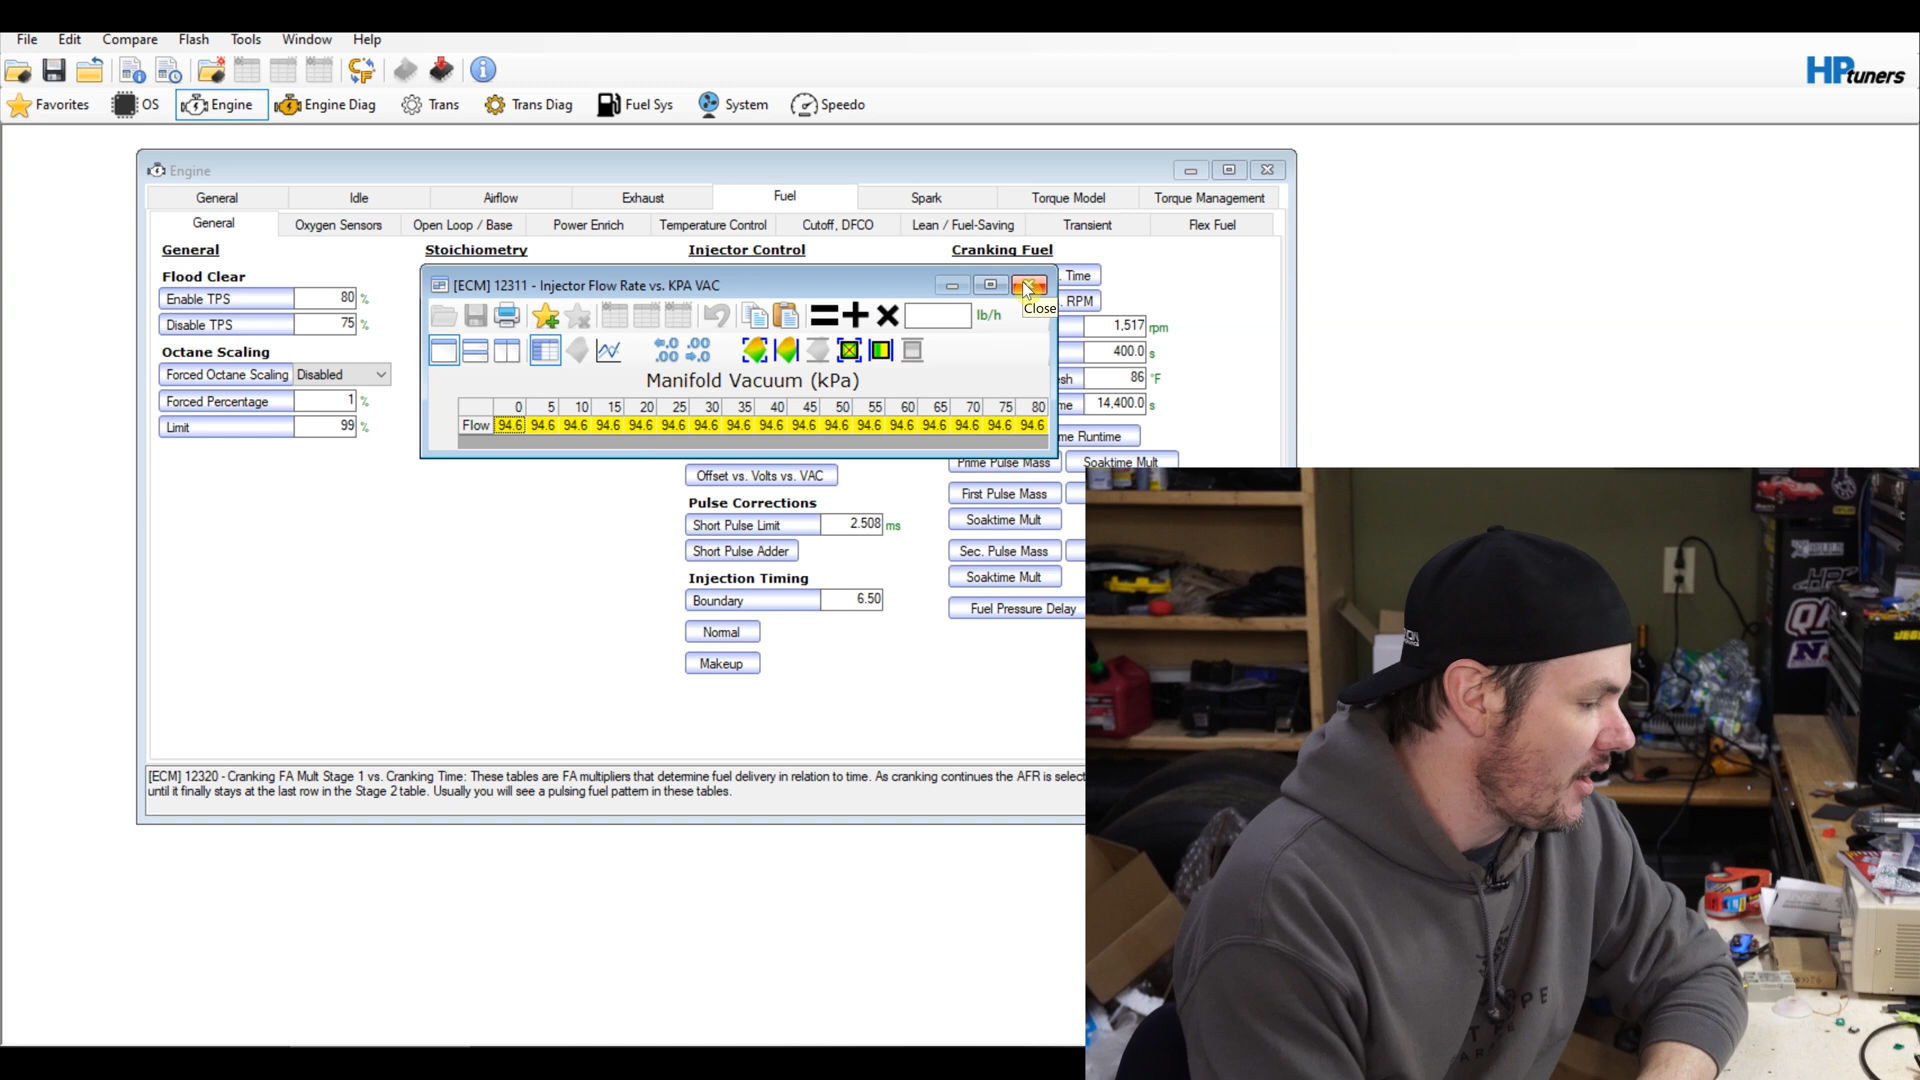 File Edit Compare Flash Tools Window Help
HPtuners
Favorites OS Engine Engine Diag Trans Trans Diag Fuel Sys System Speedo
Engine
General Idle Airflow Exhaust Fuel Spark Torque Model Torque Management
General Oxygen Sensors Open Loop / Base Power Enrich Temperature Control Cutoff, DFCO Lean / Fuel-Saving Transient Flex Fuel
General
Flood Clear
Enable TPS 80 %
Disable TPS 75 %
Octane Scaling
Forced Octane Scaling Disabled
Forced Percentage 1 %
Limit 99 %
Stoichiometry
Injector Control
Cranking Fuel
[ECM] 12311 - Injector Flow Rate vs. KPA VAC
Close
lb/h
Manifold Vacuum (kPa)
0 5 10 15 20 25 30 35 40 45 50 55 60 65 70 75 80
Flow 94.6 94.6 94.6 94.6 94.6 94.6 94.6 94.6 94.6 94.6 94.6 94.6 94.6 94.6 94.6 94.6 94.6
Offset vs. Volts vs. VAC
Pulse Corrections
Short Pulse Limit 2.508 ms
Short Pulse Adder
Injection Timing
Boundary 6.50
Normal
Makeup
. Time
. RPM
1,517 rpm
400.0 s
esh 86 °F
me 14,400.0 s
me Runtime
Prime Pulse Mass Soaktime Mult
First Pulse Mass
Soaktime Mult
Sec. Pulse Mass
Soaktime Mult
Fuel Pressure Delay
[ECM] 12320 - Cranking FA Mult Stage 1 vs. Cranking Time: These tables are FA multipliers that determine fuel delivery in relation to time. As cranking continues the AFR is select
until it finally stays at the last row in the Stage 2 table. Usually you will see a pulsing fuel pattern in these tables.